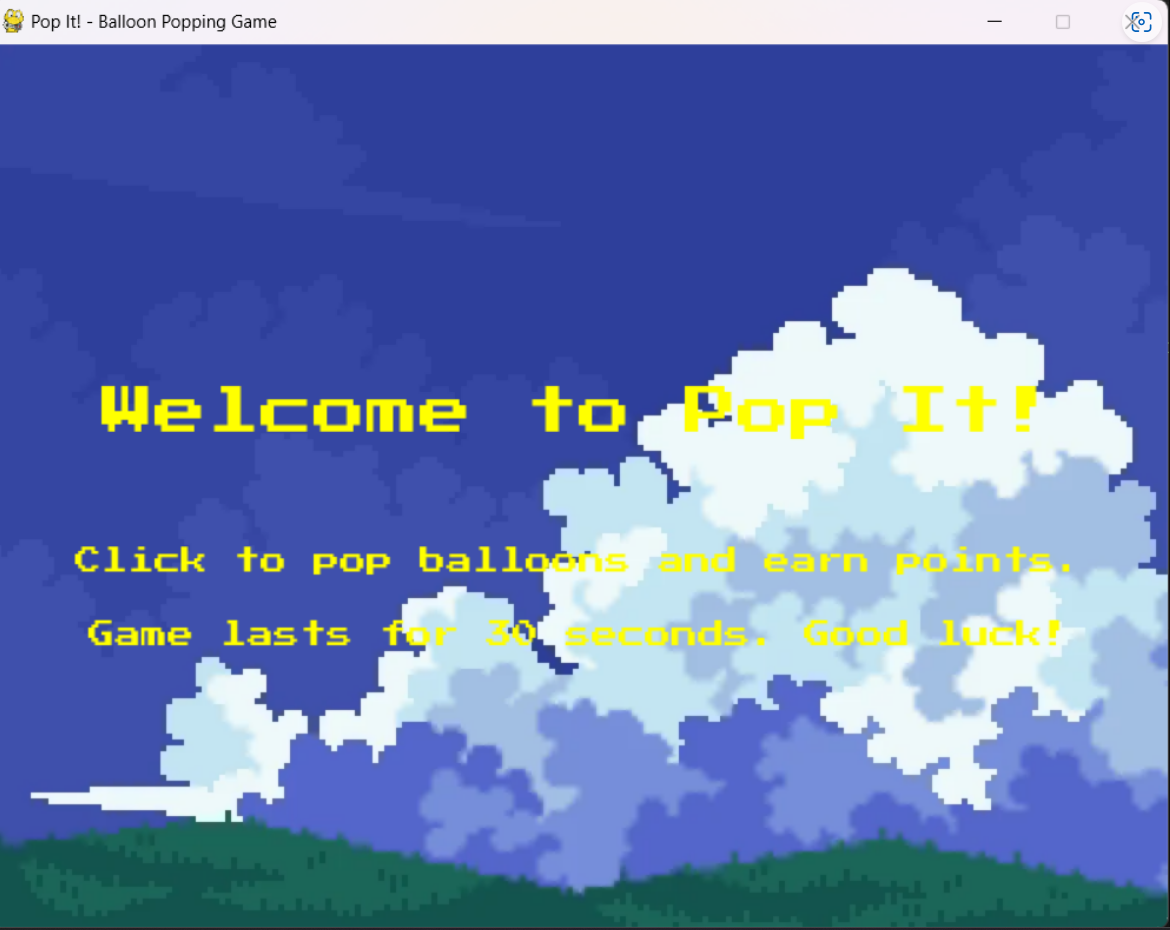 Pop It! - Balloon Popping Game
Welcome to Pop It!
Click to pop balloons and earn points.
Game lasts for 30 seconds. Good luck!